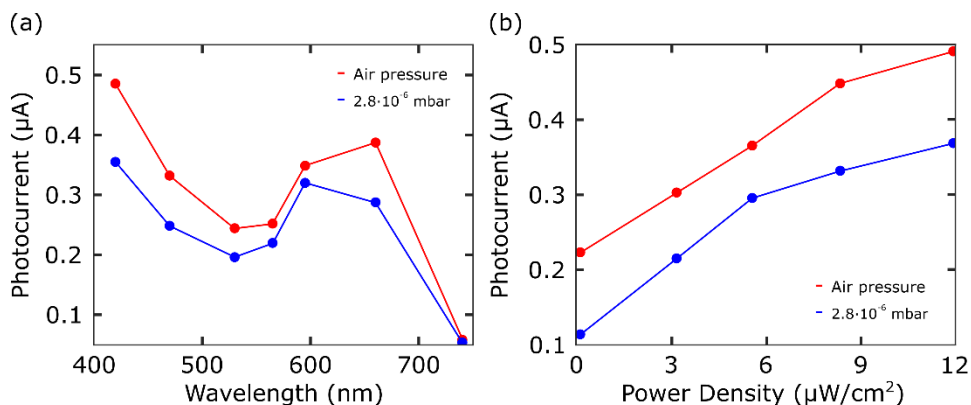 (a)
Photocurrent (µA)
0.5
0.4
0.3
0.2
0.1
400 500 600 700
Wavelength (nm)
Air pressure
2.8·10⁻⁶ mbar
(b)
Photocurrent (µA)
0.5
0.4
0.3
0.2
0.1
0 3 6 9 12
Power Density (µW/cm²)
Air pressure
2.8·10⁻⁶ mbar